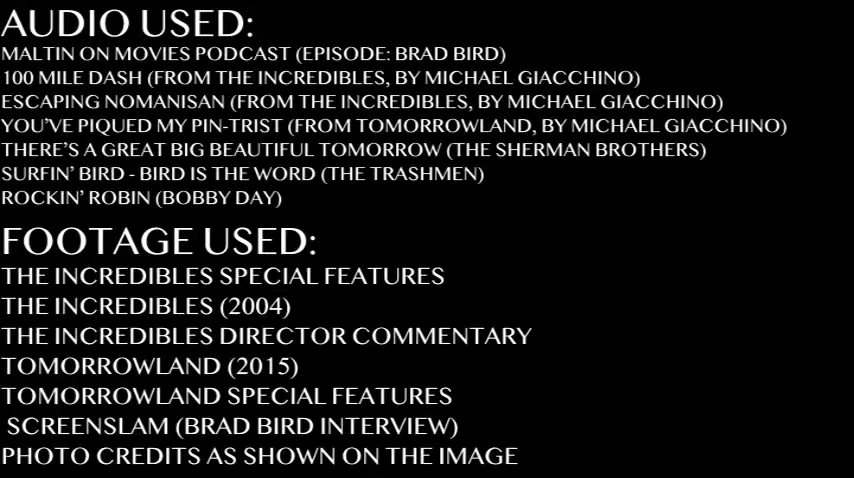 AUDIO USED:
MALTIN ON MOVIES PODCAST (EPISODE: BRAD BIRD)
100 MILE DASH (FROM THE INCREDIBLES, BY MICHAEL GIACCHINO)
ESCAPING NOMANISAN (FROM THE INCREDIBLES, BY MICHAEL GIACCHINO)
YOU'VE PIQUED MY PIN-TRIST (FROM TOMORROWLAND, BY MICHAEL GIACCHINO)
THERE'S A GREAT BIG BEAUTIFUL TOMORROW (THE SHERMAN BROTHERS)
SURFIN' BIRD - BIRD IS THE WORD (THE TRASHMEN)
ROCKIN' ROBIN (BOBBY DAY)
FOOTAGE USED:
THE INCREDIBLES SPECIAL FEATURES
THE INCREDIBLES (2004)
THE INCREDIBLES DIRECTOR COMMENTARY
TOMORROWLAND (2015)
TOMORROWLAND SPECIAL FEATURES
SCREENSLAM (BRAD BIRD INTERVIEW)
PHOTO CREDITS AS SHOWN ON THE IMAGE